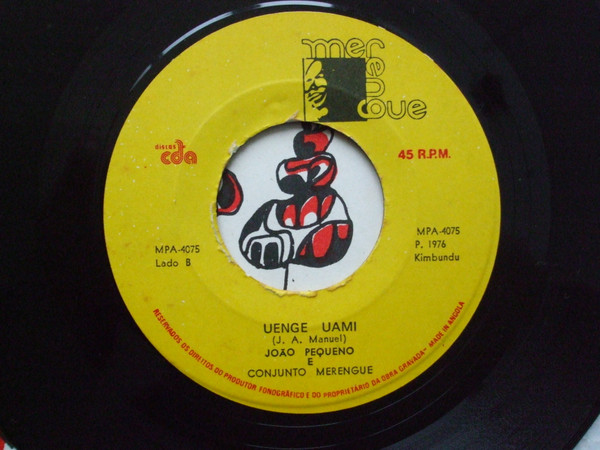 merengue
discos cda
45 R.P.M.
MPA-4075
Lado B
MPA-4075
P. 1976
Kimbundu
UENGE UAMI
(J. A. Manuel)
JOÃO PEQUENO
E
CONJUNTO MERENGUE
RESERVADOS OS DIREITOS DO PRODUTOR FONOGRÁFICO E DO PROPRIETÁRIO DA OBRA GRAVADA - MADE IN ANGOLA